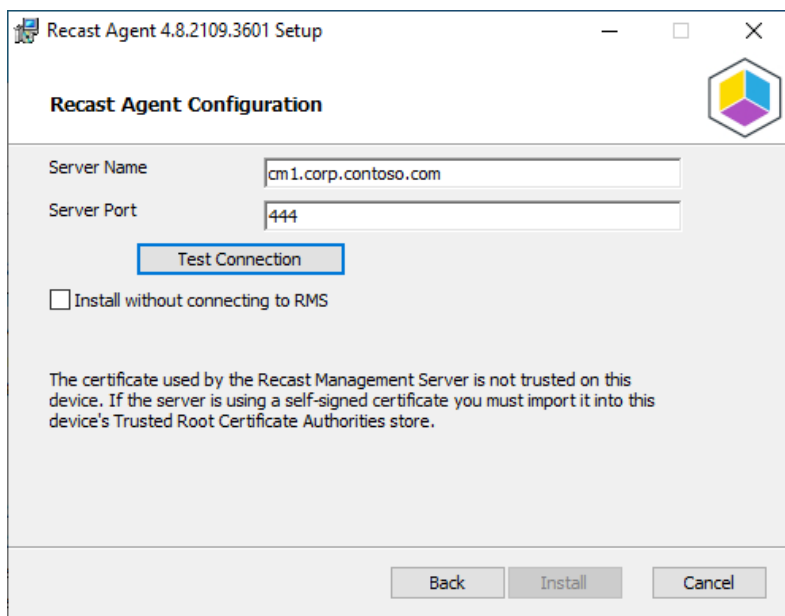 Recast Agent 4.8.2109.3601 Setup
Recast Agent Configuration
Server Name
cm1.corp.contoso.com
Server Port
444
Test Connection
Install without connecting to RMS
The certificate used by the Recast Management Server is not trusted on this
device. If the server is using a self-signed certificate you must import it into this
device's Trusted Root Certificate Authorities store.
Back
Install
Cancel